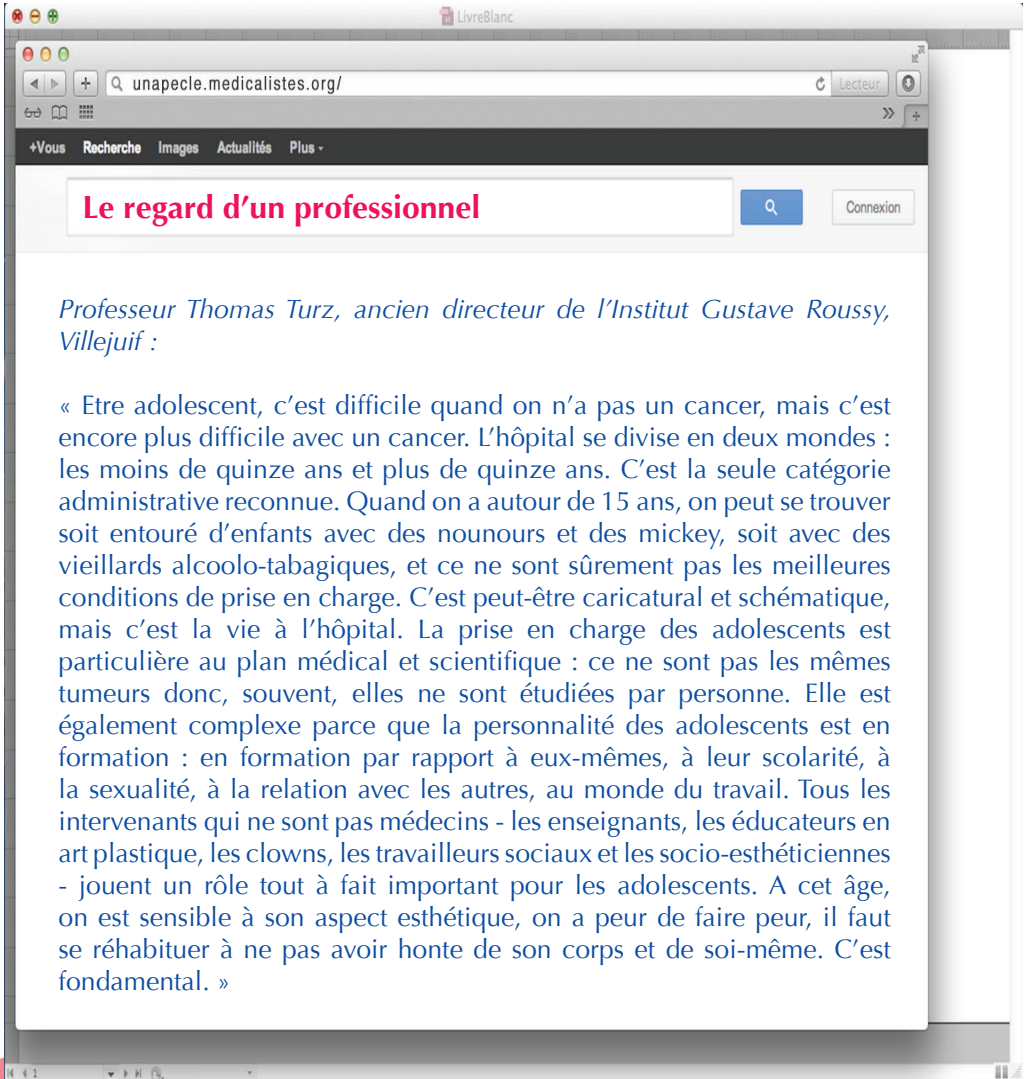 LivreBlanc
unapecle.medicalistes.org/
Lecteur
+Vous Recherche Images Actualités Plus
Le regard d’un professionnel
Connexion
Professeur Thomas Turz, ancien directeur de l’Institut Gustave Roussy,
Villejuif :
« Etre adolescent, c’est difficile quand on n’a pas un cancer, mais c’est
encore plus difficile avec un cancer. L’hôpital se divise en deux mondes :
les moins de quinze ans et plus de quinze ans. C’est la seule catégorie
administrative reconnue. Quand on a autour de 15 ans, on peut se trouver
soit entouré d’enfants avec des nounours et des mickey, soit avec des
vieillards alcoolo-tabagiques, et ce ne sont sûrement pas les meilleures
conditions de prise en charge. C’est peut-être caricatural et schématique,
mais c’est la vie à l’hôpital. La prise en charge des adolescents est
particulière au plan médical et scientifique : ce ne sont pas les mêmes
tumeurs donc, souvent, elles ne sont étudiées par personne. Elle est
également complexe parce que la personnalité des adolescents est en
formation : en formation par rapport à eux-mêmes, à leur scolarité, à
la sexualité, à la relation avec les autres, au monde du travail. Tous les
intervenants qui ne sont pas médecins - les enseignants, les éducateurs en
art plastique, les clowns, les travailleurs sociaux et les socio-esthéticiennes
- jouent un rôle tout à fait important pour les adolescents. A cet âge,
on est sensible à son aspect esthétique, on a peur de faire peur, il faut
se réhabituer à ne pas avoir honte de son corps et de soi-même. C’est
fondamental. »
1